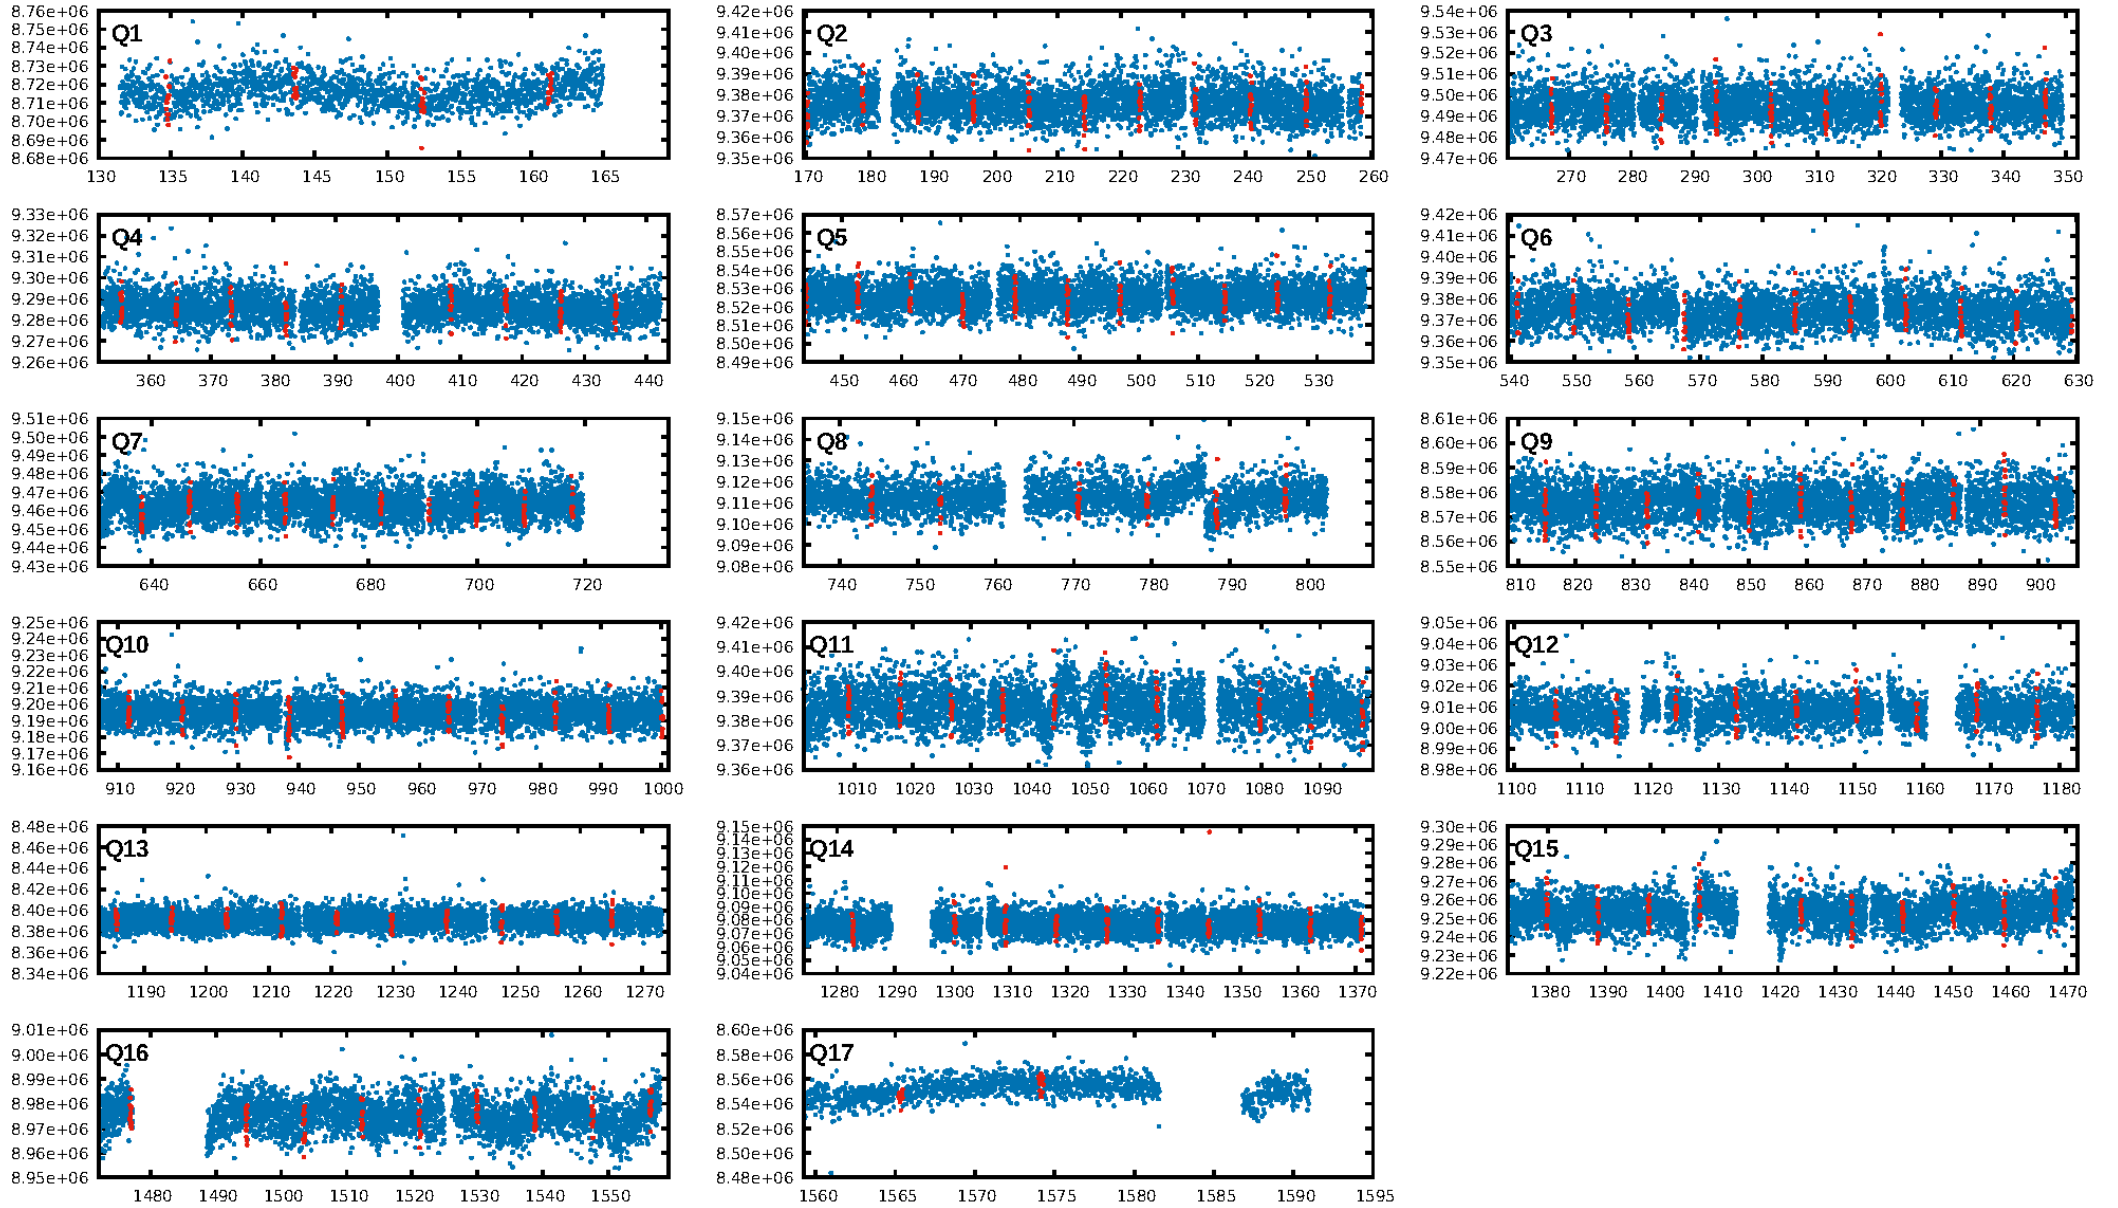 8.76e+06
8.75e+06
8.74e+06
8.73e+06
8.72e+06
8.71e+06
8.70e+06
8.69e+06
8.68e+06
Q1
130 135 140 145 150 155 160 165
9.42e+06
9.41e+06
9.40e+06
9.39e+06
9.38e+06
9.37e+06
9.36e+06
9.35e+06
Q2
170 180 190 200 210 220 230 240 250 260
9.54e+06
9.53e+06
9.52e+06
9.51e+06
9.50e+06
9.49e+06
9.48e+06
9.47e+06
Q3
270 280 290 300 310 320 330 340 350
9.33e+06
9.32e+06
9.31e+06
9.30e+06
9.29e+06
9.28e+06
9.27e+06
9.26e+06
Q4
360 370 380 390 400 410 420 430 440
8.57e+06
8.56e+06
8.55e+06
8.54e+06
8.53e+06
8.52e+06
8.51e+06
8.50e+06
8.49e+06
Q5
450 460 470 480 490 500 510 520 530
9.42e+06
9.41e+06
9.40e+06
9.39e+06
9.38e+06
9.37e+06
9.36e+06
9.35e+06
Q6
540 550 560 570 580 590 600 610 620 630
9.51e+06
9.50e+06
9.49e+06
9.48e+06
9.47e+06
9.46e+06
9.45e+06
9.44e+06
9.43e+06
Q7
640 660 680 700 720
9.15e+06
9.14e+06
9.13e+06
9.12e+06
9.11e+06
9.10e+06
9.09e+06
9.08e+06
Q8
740 750 760 770 780 790 800
8.61e+06
8.60e+06
8.59e+06
8.58e+06
8.57e+06
8.56e+06
8.55e+06
Q9
810 820 830 840 850 860 870 880 890 900
9.25e+06
9.24e+06
9.23e+06
9.22e+06
9.21e+06
9.20e+06
9.19e+06
9.18e+06
9.17e+06
9.16e+06
Q10
910 920 930 940 950 960 970 980 990 1000
9.42e+06
9.41e+06
9.40e+06
9.39e+06
9.38e+06
9.37e+06
9.36e+06
Q11
1010 1020 1030 1040 1050 1060 1070 1080 1090
9.05e+06
9.04e+06
9.03e+06
9.02e+06
9.01e+06
9.00e+06
8.99e+06
8.98e+06
Q12
1100 1110 1120 1130 1140 1150 1160 1170 1180
8.48e+06
8.46e+06
8.44e+06
8.42e+06
8.40e+06
8.38e+06
8.36e+06
8.34e+06
Q13
1190 1200 1210 1220 1230 1240 1250 1260 1270
9.15e+06
9.14e+06
9.13e+06
9.12e+06
9.11e+06
9.10e+06
9.09e+06
9.08e+06
9.07e+06
9.06e+06
9.05e+06
9.04e+06
Q14
1280 1290 1300 1310 1320 1330 1340 1350 1360 1370
9.30e+06
9.29e+06
9.28e+06
9.27e+06
9.26e+06
9.25e+06
9.24e+06
9.23e+06
9.22e+06
Q15
1380 1390 1400 1410 1420 1430 1440 1450 1460 1470
9.01e+06
9.00e+06
8.99e+06
8.98e+06
8.97e+06
8.96e+06
8.95e+06
Q16
1480 1490 1500 1510 1520 1530 1540 1550
8.60e+06
8.58e+06
8.56e+06
8.54e+06
8.52e+06
8.50e+06
8.48e+06
Q17
1560 1565 1570 1575 1580 1585 1590 1595